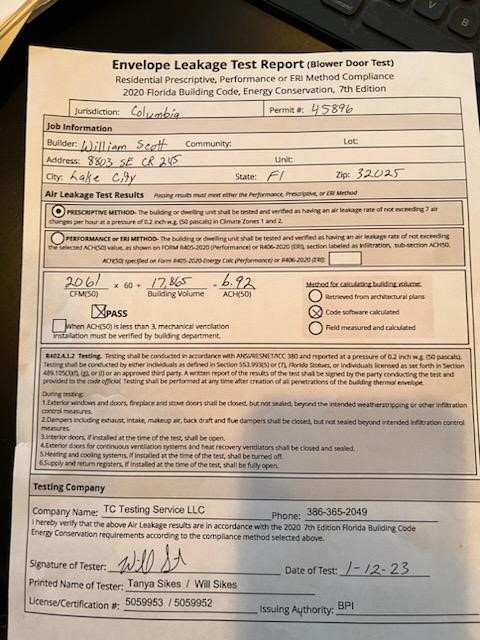 Envelope Leakage Test Report (Blower Door Test)
Residential Prescriptive, Performance or ERI Method Compliance
2020 Florida Building Code, Energy Conservation, 7th Edition
Jurisdiction: Columbia Permit #: 45896
Job Information
Builder: William Scott Community: Lot:
Address: 8803 SE CR 245 Unit:
City: Lake City State: Fl Zip: 32025
Air Leakage Test Results Passing results must meet either the Performance, Prescriptive, or ERI Method
PRESCRIPTIVE METHOD- The building or dwelling unit shall be tested and verified as having an air leakage rate of not exceeding 7 air
changes per hour at a pressure of 0.2 inch w.g. (50 pascals) in Climate Zones 1 and 2.
PERFORMANCE or ERI METHOD- The building or dwelling unit shall be tested and verified as having an air leakage rate of not exceeding
the selected ACH(50) value, as shown on FORM R405-2020 (Performance) or R406-2020 (ERI), section labeled as infiltration, sub-section ACH50.
ACH(50) specified on Form R405-2020-Energy Calc (Performance) or R406-2020 (ERI):
2061 x 60 ÷ 17,865 = 6.92
CFM(50) Building Volume ACH(50)
PASS
When ACH(50) is less than 3, mechanical ventilation
installation must be verified by building department.
Method for calculating building volume:
Retrieved from architectural plans
Code software calculated
Field measured and calculated
R402.4.1.2 Testing. Testing shall be conducted in accordance with ANSI/RESNET/ICC 380 and reported at a pressure of 0.2 inch w.g. (50 pascals).
Testing shall be conducted by either individuals as defined in Section 553.993(5) or (7), Florida Statues, or individuals licensed as set forth in Section
489.105(3)(f), (g), or (i) or an approved third party. A written report of the results of the test shall be signed by the party conducting the test and
provided to the code official. Testing shall be performed at any time after creation of all penetrations of the building thermal envelope.
During testing:
1.Exterior windows and doors, fireplace and stove doors shall be closed, but not sealed, beyond the intended weatherstripping or other infiltration
control measures.
2.Dampers including exhaust, intake, makeup air, back draft and flue dampers shall be closed, but not sealed beyond intended infiltration control
measures.
3.Interior doors, if installed at the time of the test, shall be open.
4.Exterior doors for continuous ventilation systems and heat recovery ventilators shall be closed and sealed.
5.Heating and cooling systems, if installed at the time of the test, shall be turned off.
6.Supply and return registers, if installed at the time of the test, shall be fully open.
Testing Company
Company Name: TC Testing Service LLC Phone: 386-365-2049
I hereby verify that the above Air Leakage results are in accordance with the 2020 7th Edition Florida Building Code
Energy Conservation requirements according to the compliance method selected above.
Signature of Tester: Date of Test: 1-12-23
Printed Name of Tester: Tanya Sikes / Will Sikes
License/Certification #: 5059953 / 5059952 Issuing Authority: BPI